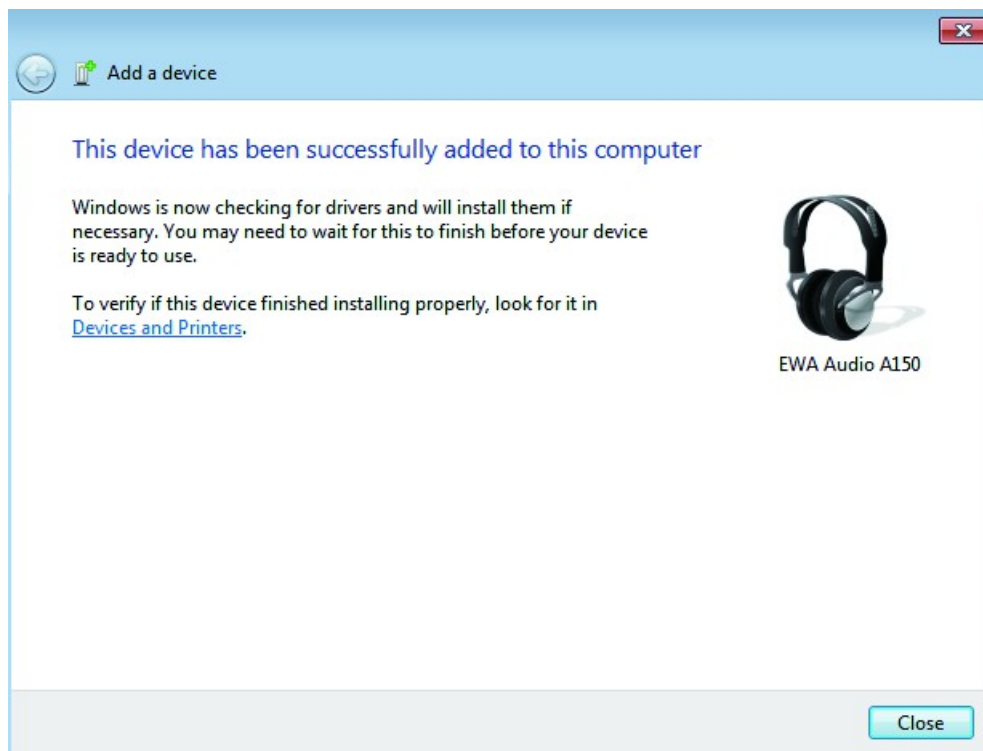 Add a device
This device has been successfully added to this computer
Windows is now checking for drivers and will install them if
necessary. You may need to wait for this to finish before your device
is ready to use.
To verify if this device finished installing properly, look for it in
Devices and Printers.
EWA Audio A150
Close